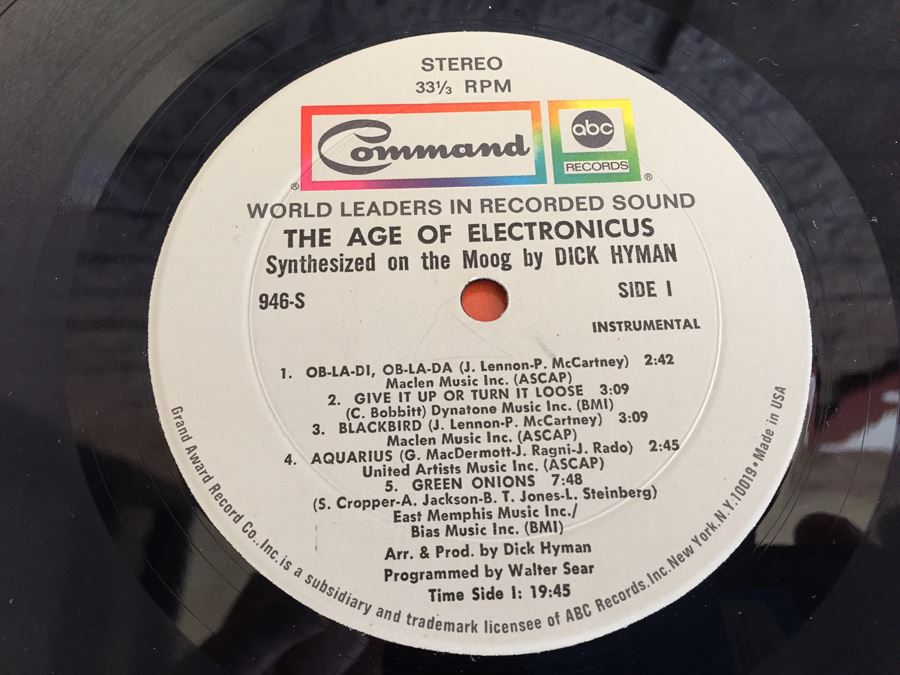 STEREO
33⅓ RPM
Command
abc
RECORDS
® ®
WORLD LEADERS IN RECORDED SOUND
THE AGE OF ELECTRONICUS
Synthesized on the Moog by DICK HYMAN
946-S
SIDE I
INSTRUMENTAL
1. OB-LA-DI, OB-LA-DA (J. Lennon-P. McCartney) 2:42
Maclen Music Inc. (ASCAP)
2. GIVE IT UP OR TURN IT LOOSE 3:09
(C. Bobbitt) Dynatone Music Inc. (BMI)
3. BLACKBIRD (J. Lennon-P. McCartney) 3:09
Maclen Music Inc. (ASCAP)
4. AQUARIUS (G. MacDermott-J. Ragni-J. Rado) 2:45
United Artists Music Inc. (ASCAP)
5. GREEN ONIONS 7:48
(S. Cropper-A. Jackson-B. T. Jones-L. Steinberg)
East Memphis Music Inc./
Bias Music Inc. (BMI)
Arr. & Prod. by Dick Hyman
Programmed by Walter Sear
Time Side I: 19:45
Grand Award Record Co., Inc. is a subsidiary and trademark licensee of ABC Records, Inc. New York. N.Y. 10019 • Made in USA